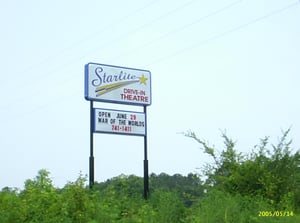 Starlite
DRIVE-IN
THEATRE
OPEN JUNE 29
WAR OF THE WORLDS
741-1411
2005/05/14